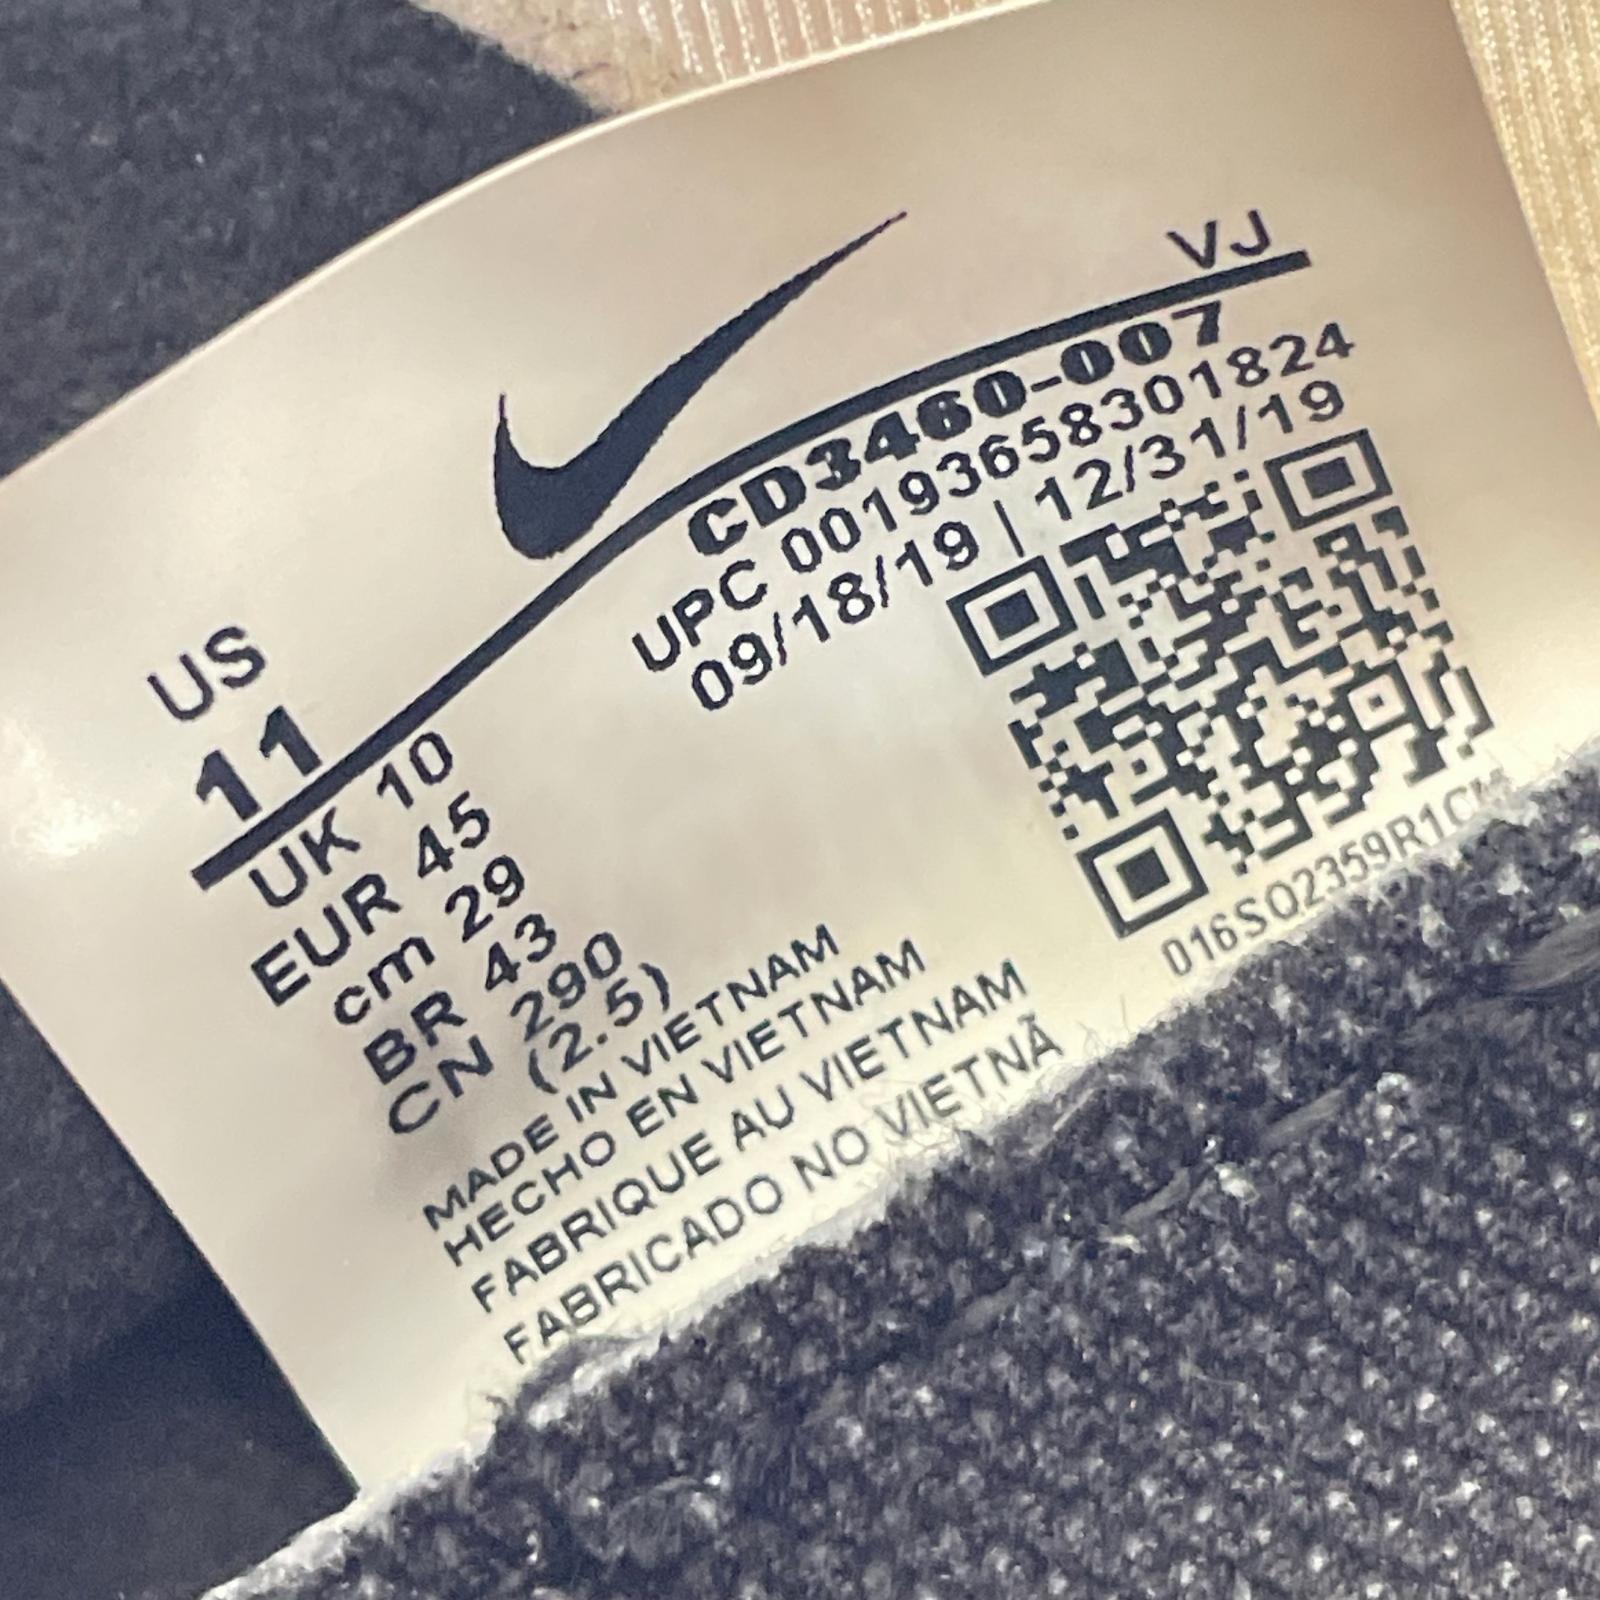 VJ
CD3460-007
UPC 00193658301824
09/18/19 | 12/31/19
US
11
UK 10
EUR 45
cm 29
BR 43
CN 290
(2.5)
MADE IN VIETNAM
HECHO EN VIETNAM
FABRIQUE AU VIETNAM
FABRICADO NO VIETNÃ